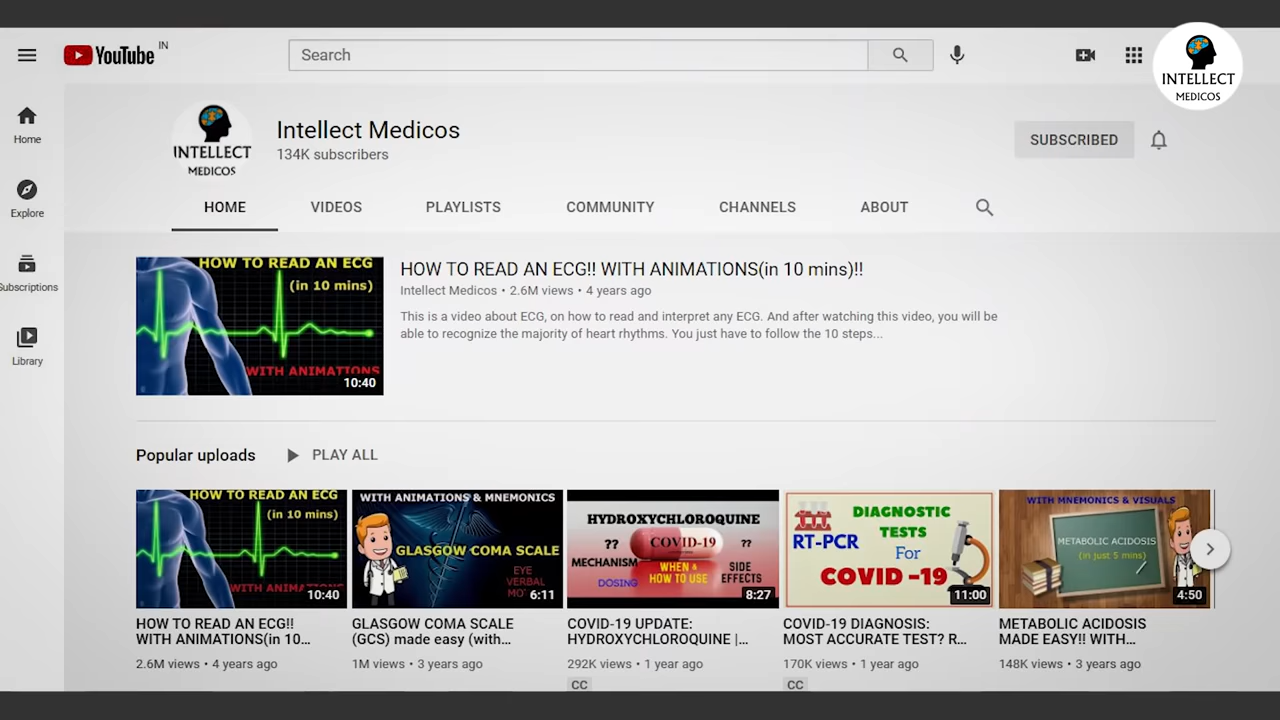 YouTube IN
Search
INTELLECT
MEDICOS
Home
Explore
Subscriptions
Library
INTELLECT
MEDICOS
Intellect Medicos
134K subscribers
SUBSCRIBED
HOME VIDEOS PLAYLISTS COMMUNITY CHANNELS ABOUT
HOW TO READ AN ECG
(in 10 mins)
WITH ANIMATIONS
10:40
HOW TO READ AN ECG!! WITH ANIMATIONS(in 10 mins)!!
Intellect Medicos • 2.6M views • 4 years ago
This is a video about ECG, on how to read and interpret any ECG. And after watching this video, you will be
able to recognize the majority of heart rhythms. You just have to follow the 10 steps...
Popular uploads PLAY ALL
HOW TO READ AN ECG
(in 10 mins)
WITH ANIMA
10:40
HOW TO READ AN ECG!!
WITH ANIMATIONS(in 10...
2.6M views • 4 years ago
WITH ANIMATIONS & MNEMONICS
GLASGOW COMA SCALE
EYE
VERBAL
MO
6:11
GLASGOW COMA SCALE
(GCS) made easy (with...
1M views • 3 years ago
HYDROXYCHLOROQUINE
?? COVID-19 ??
MECHANISM
DOSING
WHEN &
HOW TO USE
SIDE
EFFECTS
8:27
COVID-19 UPDATE:
HYDROXYCHLOROQUINE |...
292K views • 1 year ago
CC
DIAGNOSTIC
TESTS
RT-PCR For
COVID -19
11:00
COVID-19 DIAGNOSIS:
MOST ACCURATE TEST? R...
170K views • 1 year ago
CC
WITH MNEMONICS & VISUALS
METABOLIC ACIDOSIS
(in just 5 mins)
4:50
METABOLIC ACIDOSIS
MADE EASY!! WITH...
148K views • 3 years ago